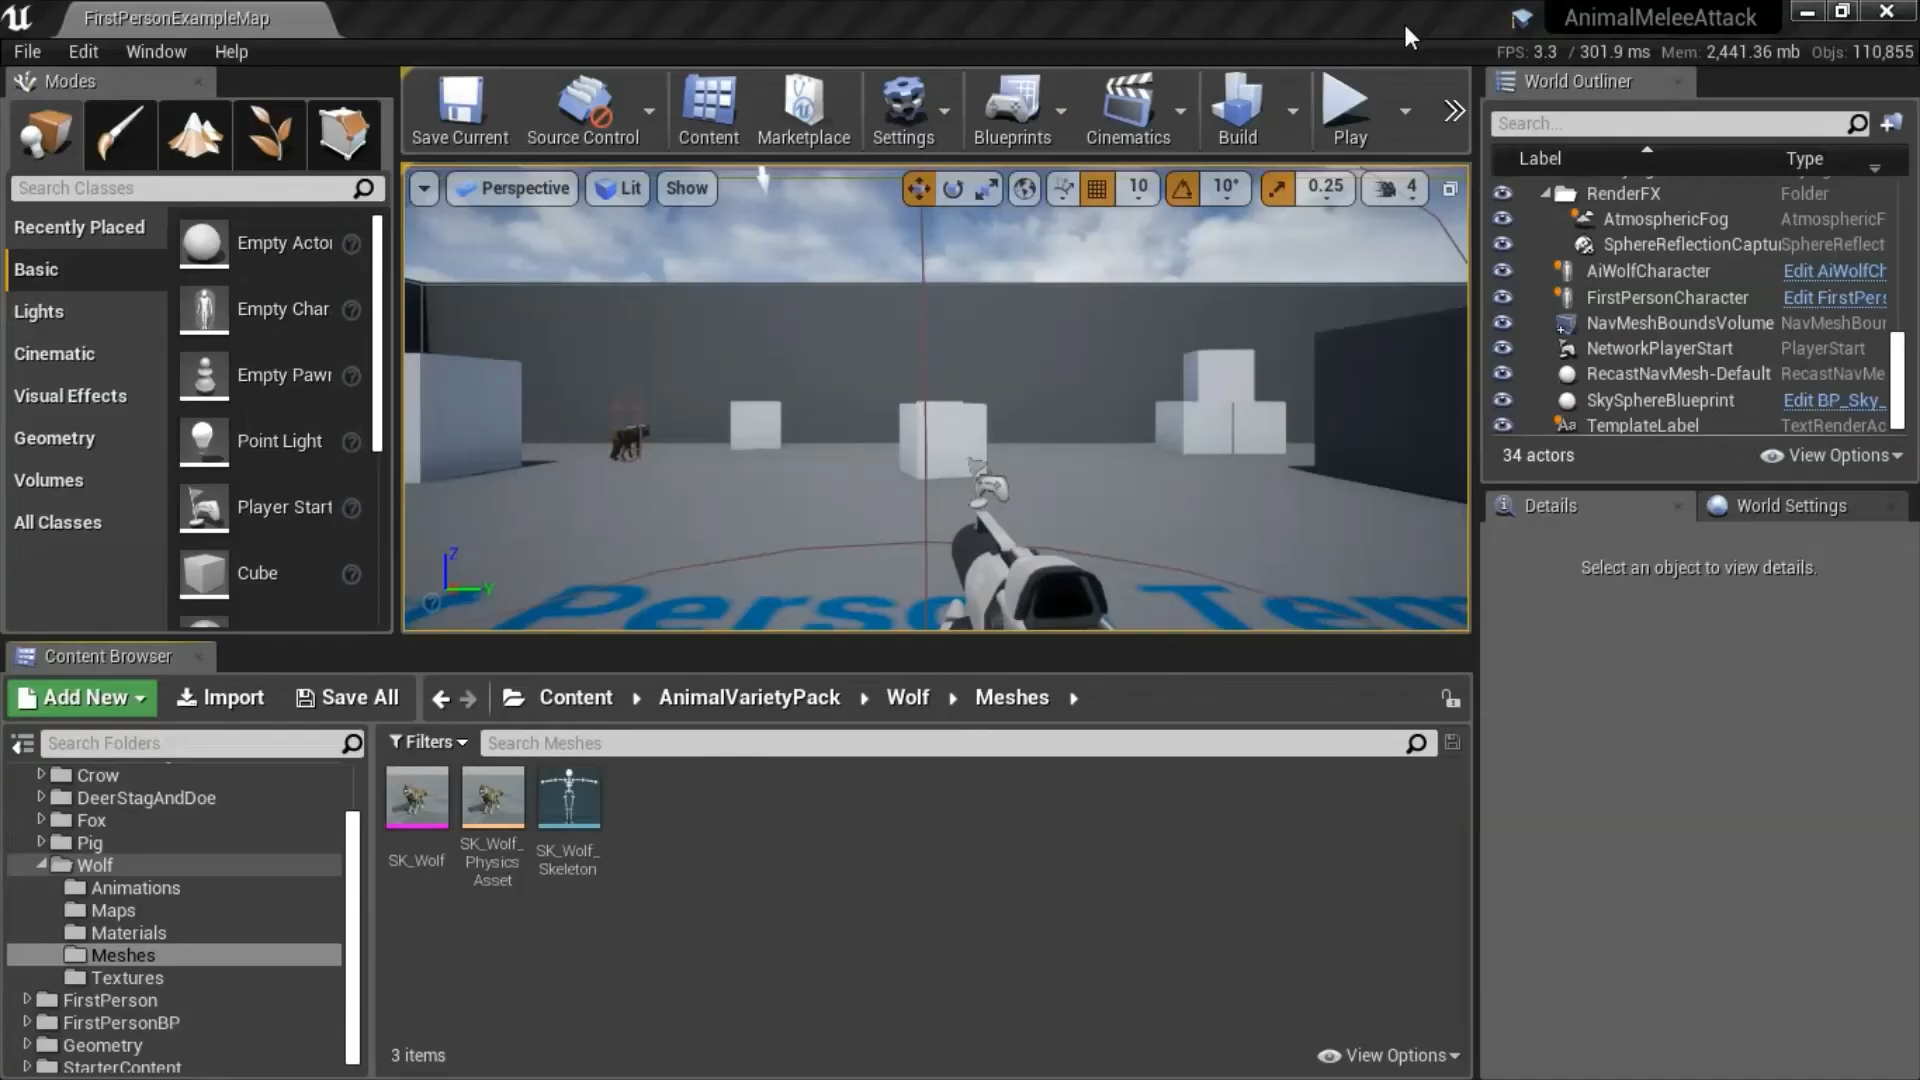 FirstPersonExampleMap
AnimalMeleeAttack
File Edit Window Help
FPS: 3.3 / 301.9 ms Mem: 2,441.36 mb Objs: 110,855
Modes
Search Classes
Recently Placed
Basic
Lights
Cinematic
Visual Effects
Geometry
Volumes
All Classes
Empty Actor
Empty Char
Empty Pawn
Point Light
Player Start
Cube
Save Current
Source Control
Content
Marketplace
Settings
Blueprints
Cinematics
Build
Play
Perspective Lit Show 10 10° 0.25 4
Z
Y
Person Tem
World Outliner
Search...
Label Type
RenderFX Folder
AtmosphericFog AtmosphericF
SphereReflectionCaptu SphereReflect
AiWolfCharacter Edit AiWolfCh
FirstPersonCharacter Edit FirstPers
NavMeshBoundsVolume NavMeshBour
NetworkPlayerStart PlayerStart
RecastNavMesh-Default RecastNavMe
SkySphereBlueprint Edit BP_Sky_
Aa TemplateLabel TextRenderAc
34 actors View Options
Details World Settings
Select an object to view details.
Content Browser
Add New Import Save All Content AnimalVarietyPack Wolf Meshes
Search Folders
Filters Search Meshes
Crow
DeerStagAndDoe
Fox
Pig
Wolf
Animations
Maps
Materials
Meshes
Textures
FirstPerson
FirstPersonBP
Geometry
StarterContent
SK_Wolf
SK_Wolf_
Physics
Asset
SK_Wolf_
Skeleton
3 items View Options